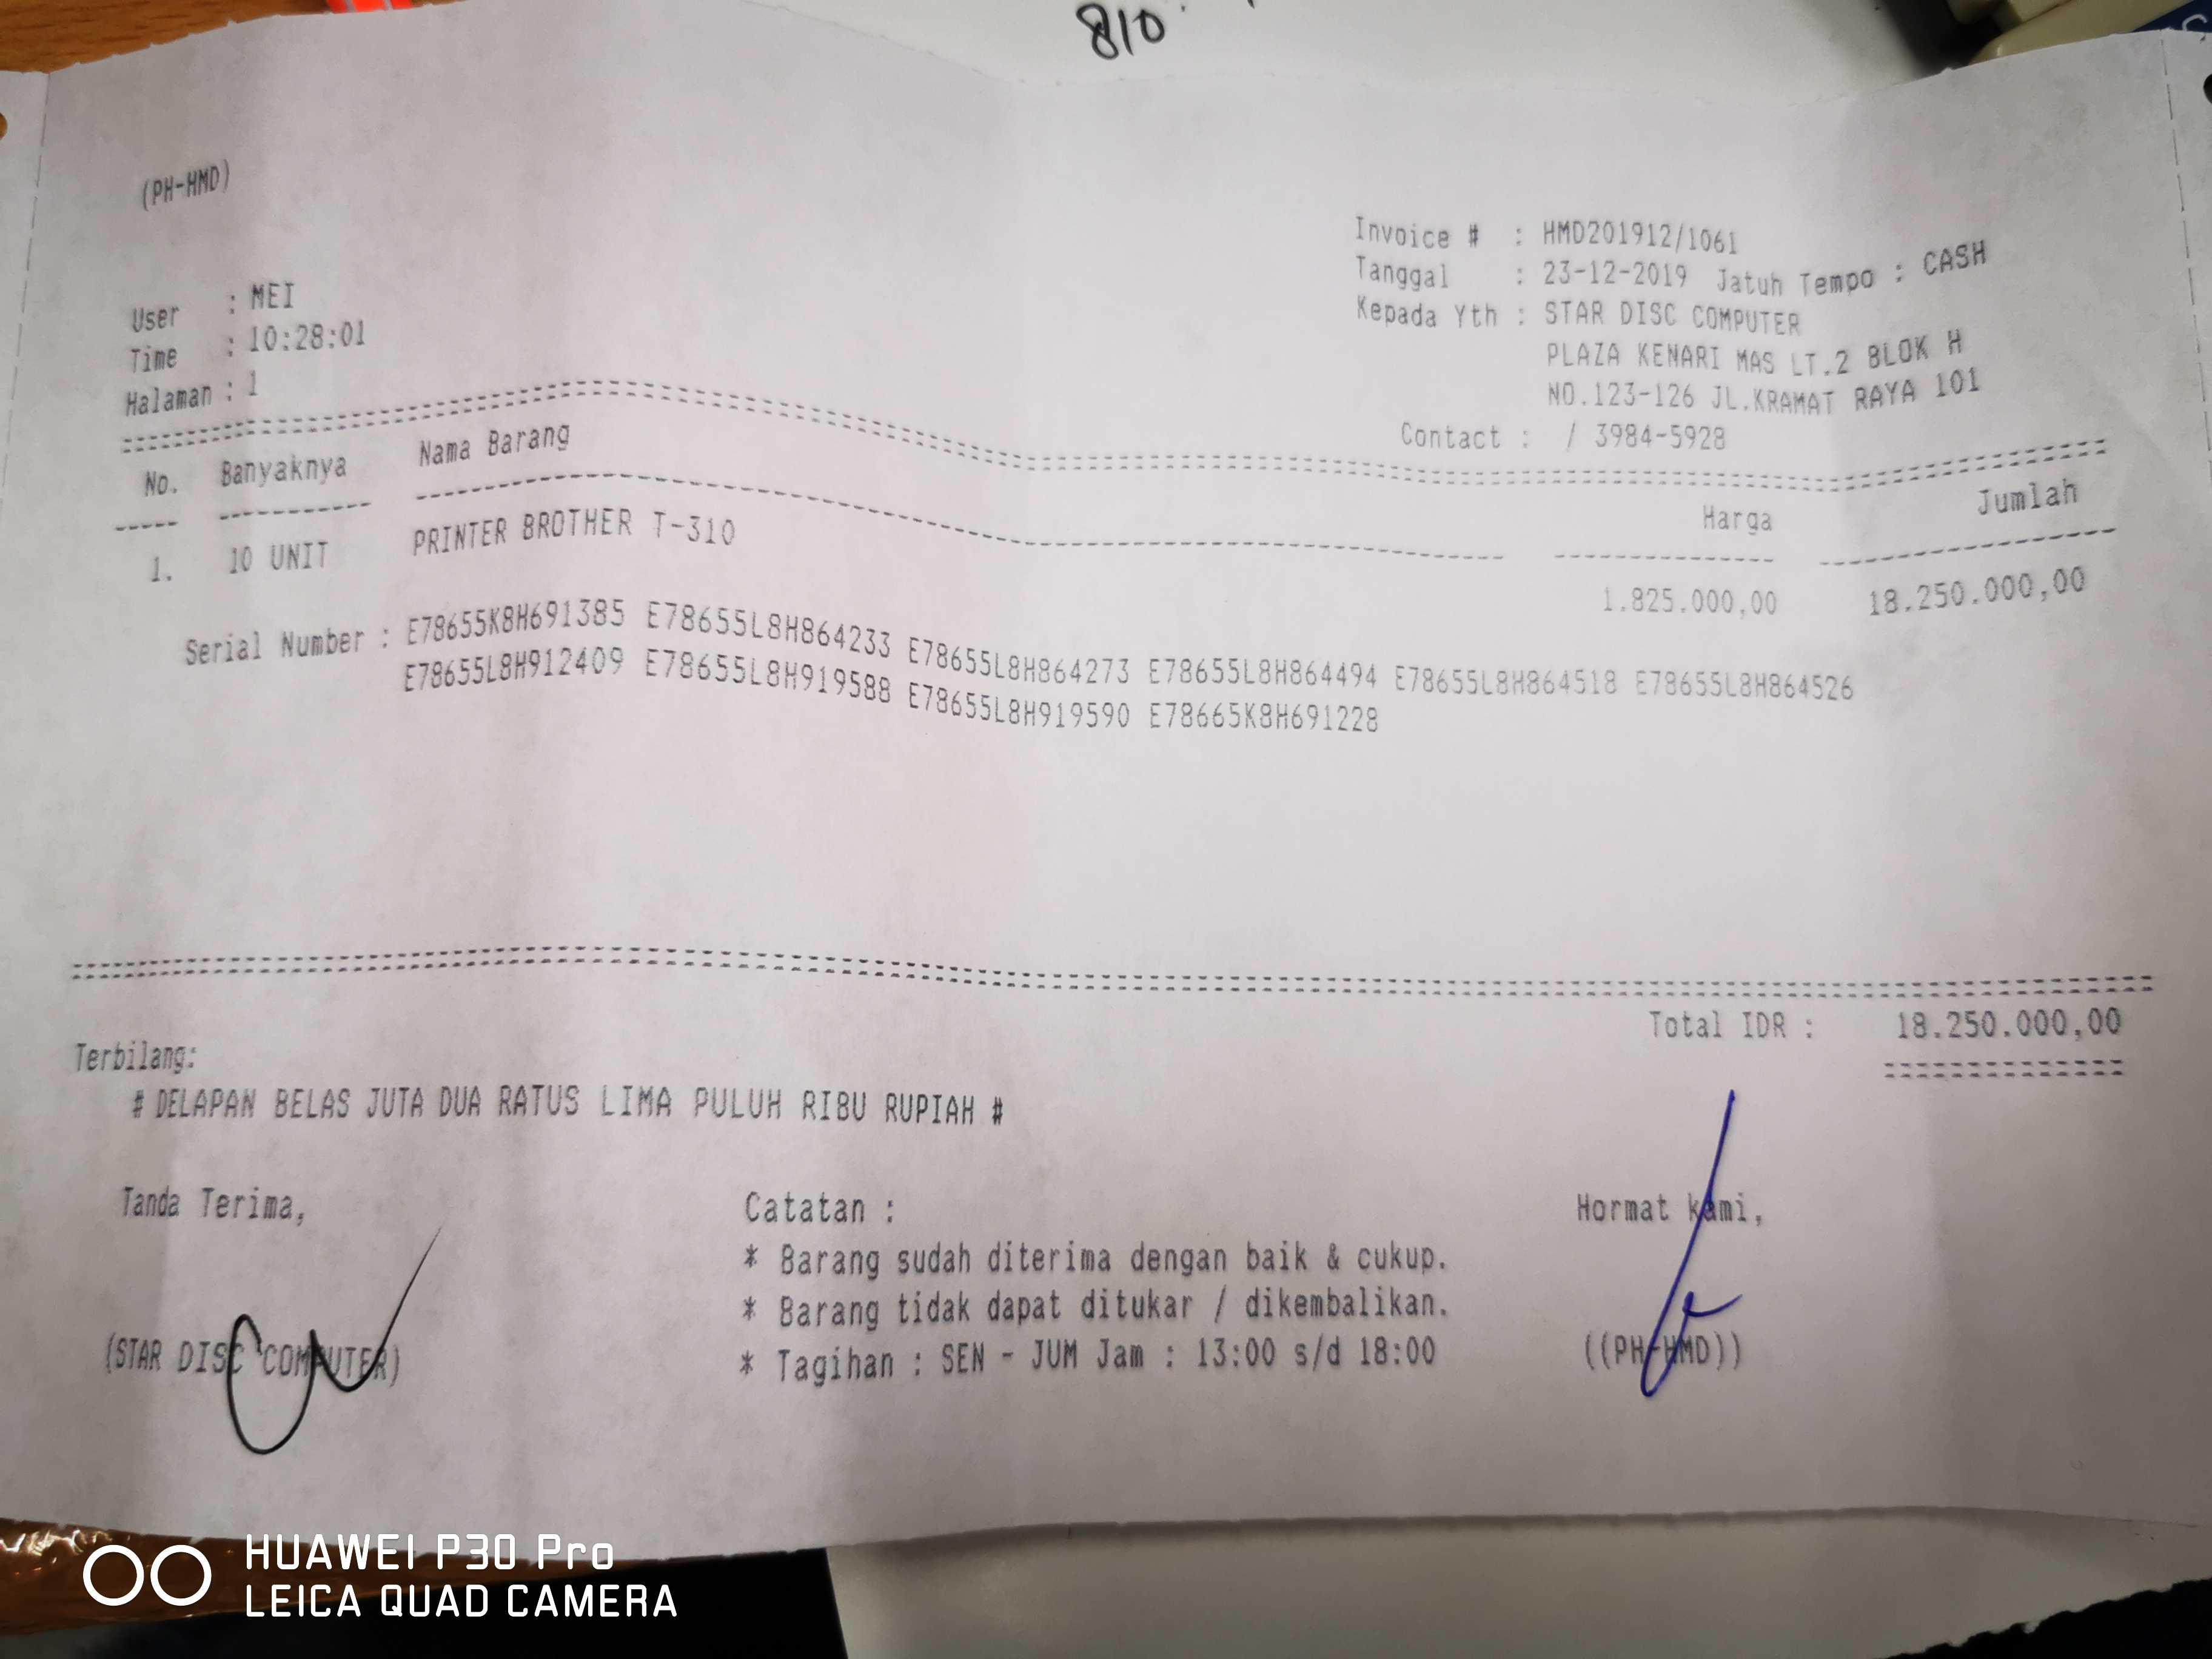 810
(PH-HMD)
Invoice # : HMD201912/1061
Tanggal : 23-12-2019 Jatuh Tempo : CASH
Kepada Yth : STAR DISC COMPUTER
PLAZA KENARI MAS LT.2 BLOK H
NO.123-126 JL.KRAMAT RAYA 101
Contact : / 3984-5928
User : MEI
Time : 10:28:01
Halaman : 1
No. Banyaknya Nama Barang Harga Jumlah
1. 10 UNIT PRINTER BROTHER T-310 1.825.000,00 18.250.000,00
Serial Number : E78655K8H691385 E78655L8H864233 E78655L8H864273 E78655L8H864494 E78655L8H864518 E78655L8H864526
E78655L8H912409 E78655L8H919588 E78655L8H919590 E78665K8H691228
Total IDR : 18.250.000,00
Terbilang:
# DELAPAN BELAS JUTA DUA RATUS LIMA PULUH RIBU RUPIAH #
Tanda Terima,
(STAR DISC COMPUTER)
Catatan :
* Barang sudah diterima dengan baik & cukup.
* Barang tidak dapat ditukar / dikembalikan.
* Tagihan : SEN - JUM Jam : 13:00 s/d 18:00
Hormat kami,
((PH-HMD))
HUAWEI P30 Pro
LEICA QUAD CAMERA